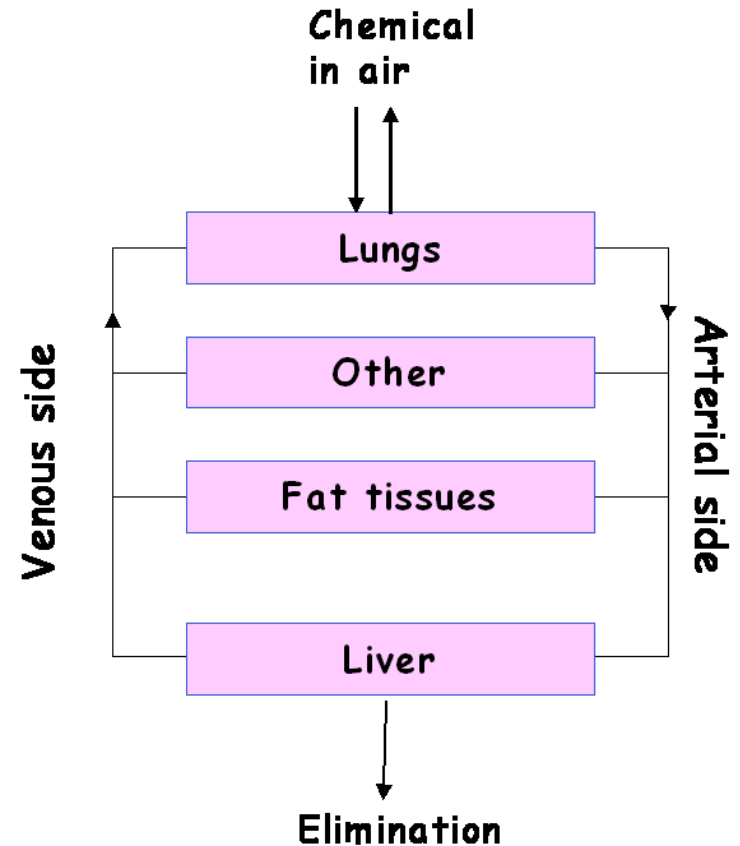 Chemical
in air
Lungs
Other
Venous side
Arterial side
Fat tissues
Liver
Elimination